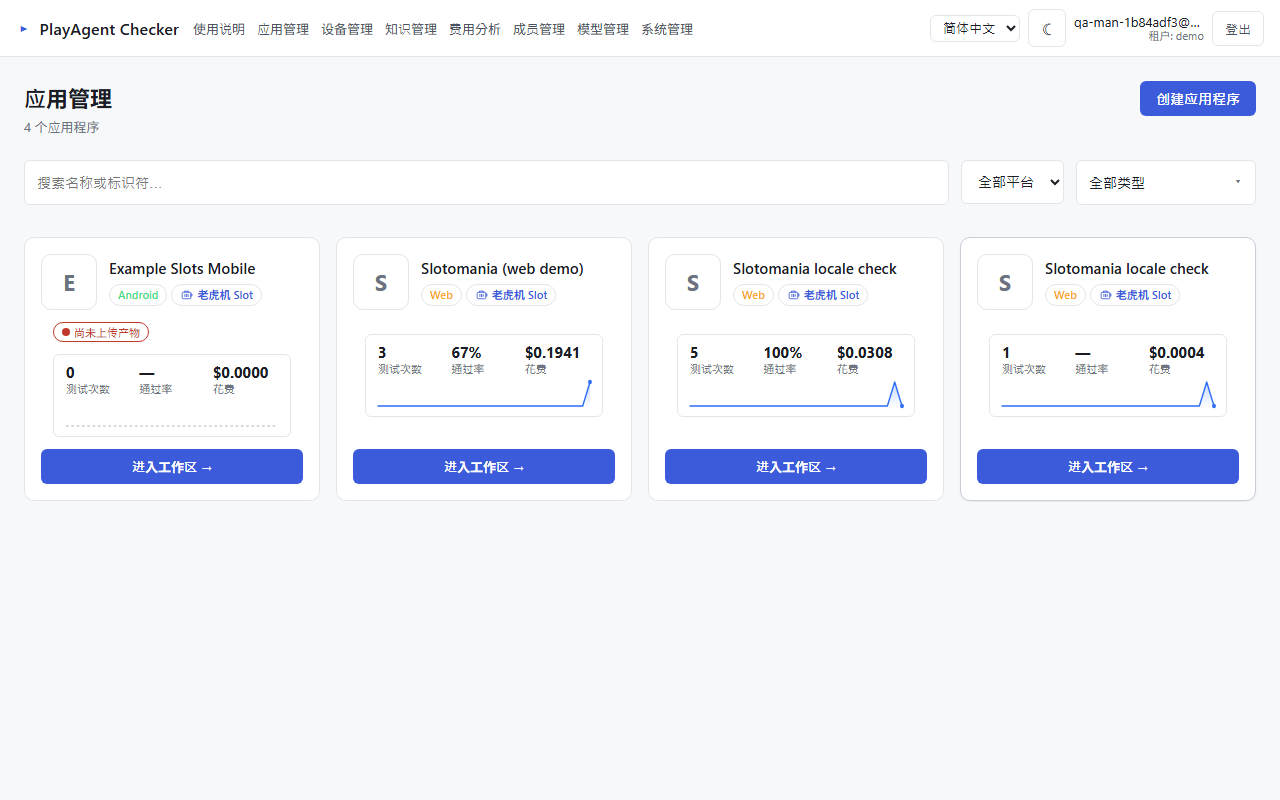 PlayAgent Checker 使用说明 应用管理 设备管理 知识管理 费用分析 成员管理 模型管理 系统管理 简体中文 qa-man-1b84adf3@... 登出
租户: demo
应用管理 创建应用程序
4 个应用程序
搜索名称或标识符... 全部平台 全部类型
E
Example Slots Mobile
Android 老虎机 Slot
尚未上传产物
0 — $0.0000
测试次数 通过率 花费
进入工作区 →
S
Slotomania (web demo)
Web 老虎机 Slot
3 67% $0.1941
测试次数 通过率 花费
进入工作区 →
S
Slotomania locale check
Web 老虎机 Slot
5 100% $0.0308
测试次数 通过率 花费
进入工作区 →
S
Slotomania locale check
Web 老虎机 Slot
1 — $0.0004
测试次数 通过率 花费
进入工作区 →